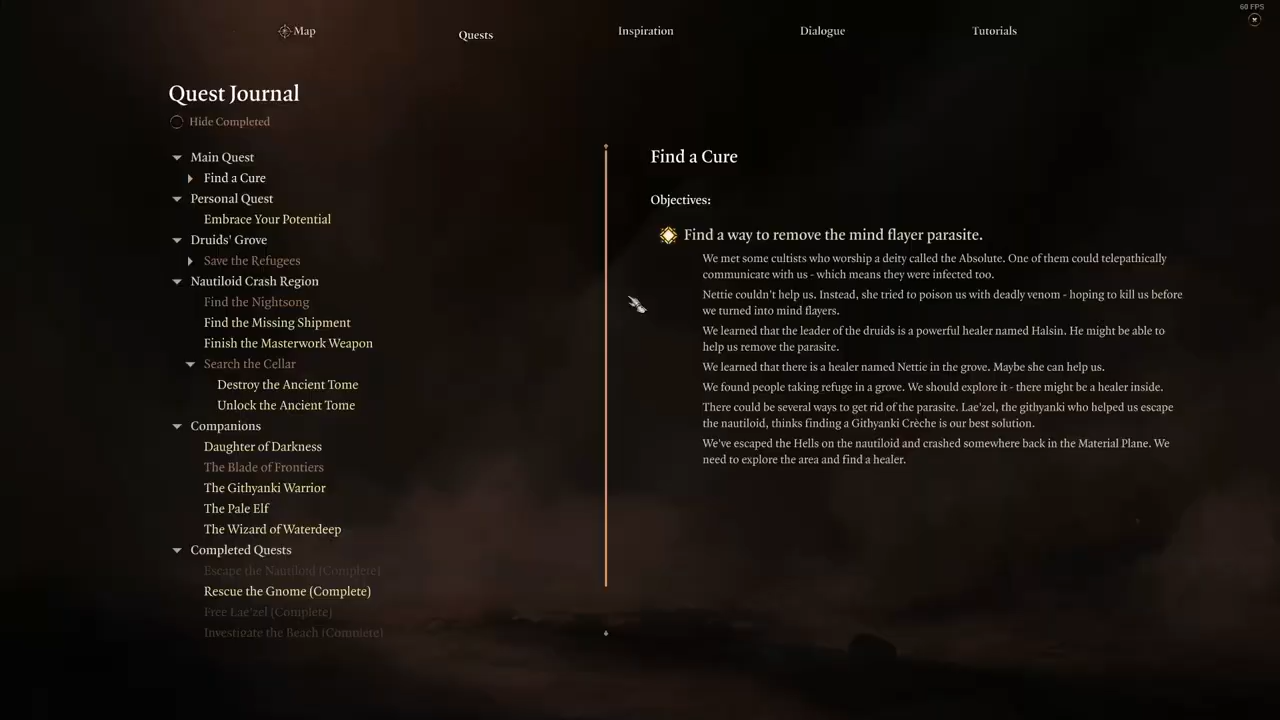 60 FPS
Map
Quests
Inspiration
Dialogue
Tutorials
Quest Journal
Hide Completed
Main Quest
Find a Cure
Personal Quest
Embrace Your Potential
Druids' Grove
Save the Refugees
Nautiloid Crash Region
Find the Nightsong
Find the Missing Shipment
Finish the Masterwork Weapon
Search the Cellar
Destroy the Ancient Tome
Unlock the Ancient Tome
Companions
Daughter of Darkness
The Blade of Frontiers
The Githyanki Warrior
The Pale Elf
The Wizard of Waterdeep
Completed Quests
Escape the Nautiloid (Complete)
Rescue the Gnome (Complete)
Free Lae'zel (Complete)
Investigate the Beach (Complete)
Find a Cure
Objectives:
Find a way to remove the mind flayer parasite.
We met some cultists who worship a deity called the Absolute. One of them could telepathically
communicate with us - which means they were infected too.
Nettie couldn't help us. Instead, she tried to poison us with deadly venom - hoping to kill us before
we turned into mind flayers.
We learned that the leader of the druids is a powerful healer named Halsin. He might be able to
help us remove the parasite.
We learned that there is a healer named Nettie in the grove. Maybe she can help us.
We found people taking refuge in a grove. We should explore it - there might be a healer inside.
There could be several ways to get rid of the parasite. Lae'zel, the githyanki who helped us escape
the nautiloid, thinks finding a Githyanki Crèche is our best solution.
We've escaped the Hells on the nautiloid and crashed somewhere back in the Material Plane. We
need to explore the area and find a healer.